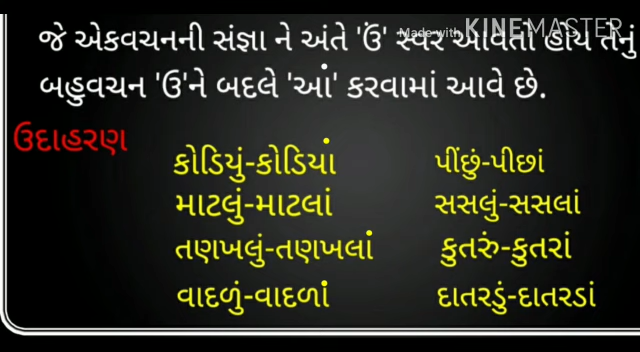 Made with KINEMASTER
જે એકવચનની સંજ્ઞા ને અંતે 'ઉં' સ્વર આવતો હોય તેનું
બહુવચન 'ઉ'ને બદલે 'આં' કરવામાં આવે છે.
ઉદાહરણ
કોડિયું-કોડિયાં પીંછું-પીછાં
માટલું-માટલાં સસલું-સસલાં
તણખલું-તણખલાં કુતરું-કુતરાં
વાદળું-વાદળાં દાતરડું-દાતરડાં